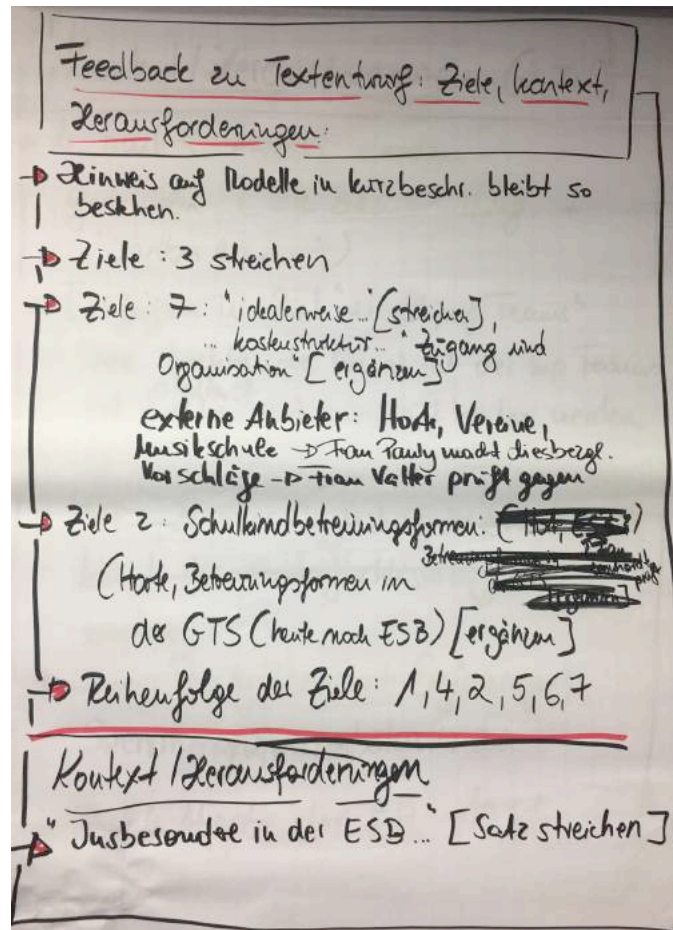 Feedback zu Textentwurf: Ziele, Kontext,
Herausforderungen:
Hinweis auf Modelle in kurzbeschr. bleibt so
bestehen.
Ziele : 3 streichen
Ziele : 7 : "idealerweise..." [streichen],
"... kostenstruktur..." Zugang und
Organisation" [ergänzen]
externe Anbieter: Horte, Vereine,
Musikschule → Frau Pauly macht diesbezgl.
Vorschläge → Frau Vatter prüft gegen
Ziele 2 : Schulkindbetreuungsformen:
(Horte, Betreuungsformen in
der GTS (heute noch ESB) [ergänzen]
Reihenfolge der Ziele: 1, 4, 2, 5, 6, 7
Kontext / Herausforderungen
"Insbesondere in der ESB..." [Satz streichen]